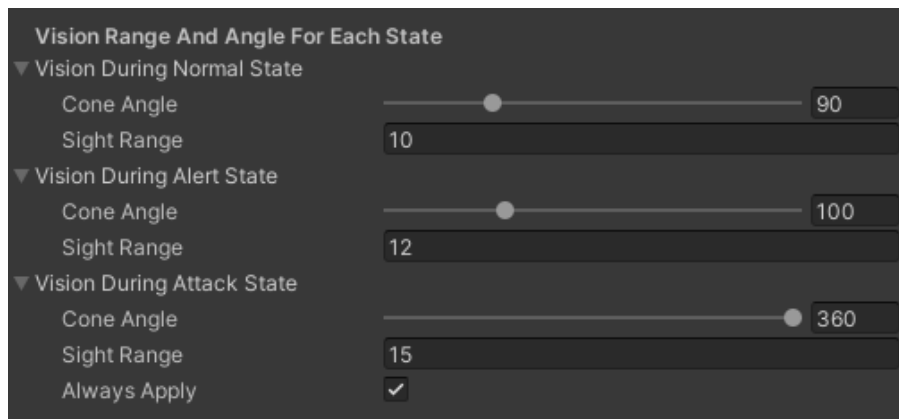 Vision Range And Angle For Each State
Vision During Normal State
Cone Angle 90
Sight Range 10
Vision During Alert State
Cone Angle 100
Sight Range 12
Vision During Attack State
Cone Angle 360
Sight Range 15
Always Apply